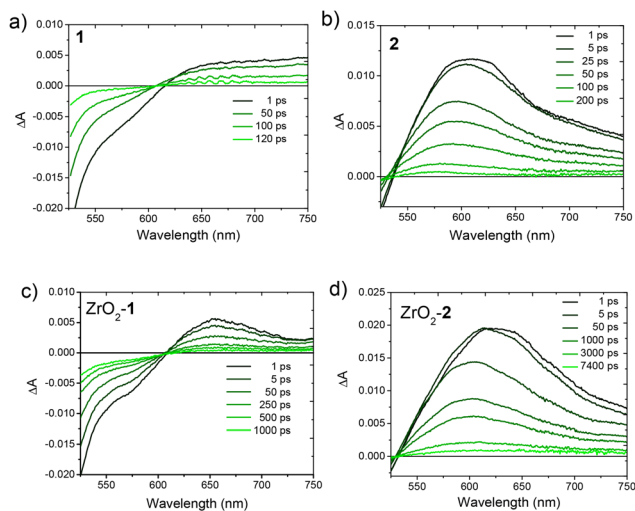 a) 1
0.010
0.005
0.000
-0.005
-0.010
-0.015
-0.020
ΔA
550 600 650 700 750
Wavelength (nm)
1 ps
50 ps
100 ps
120 ps
b) 2
0.015
0.010
0.005
0.000
ΔA
550 600 650 700 750
Wavelength (nm)
1 ps
5 ps
25 ps
50 ps
100 ps
200 ps
c) ZrO₂-1
0.010
0.005
0.000
-0.005
-0.010
-0.015
-0.020
ΔA
550 600 650 700 750
Wavelength (nm)
1 ps
5 ps
50 ps
250 ps
500 ps
1000 ps
d) ZrO₂-2
0.025
0.020
0.015
0.010
0.005
0.000
ΔA
550 600 650 700 750
Wavelength (nm)
1 ps
5 ps
50 ps
1000 ps
3000 ps
7400 ps